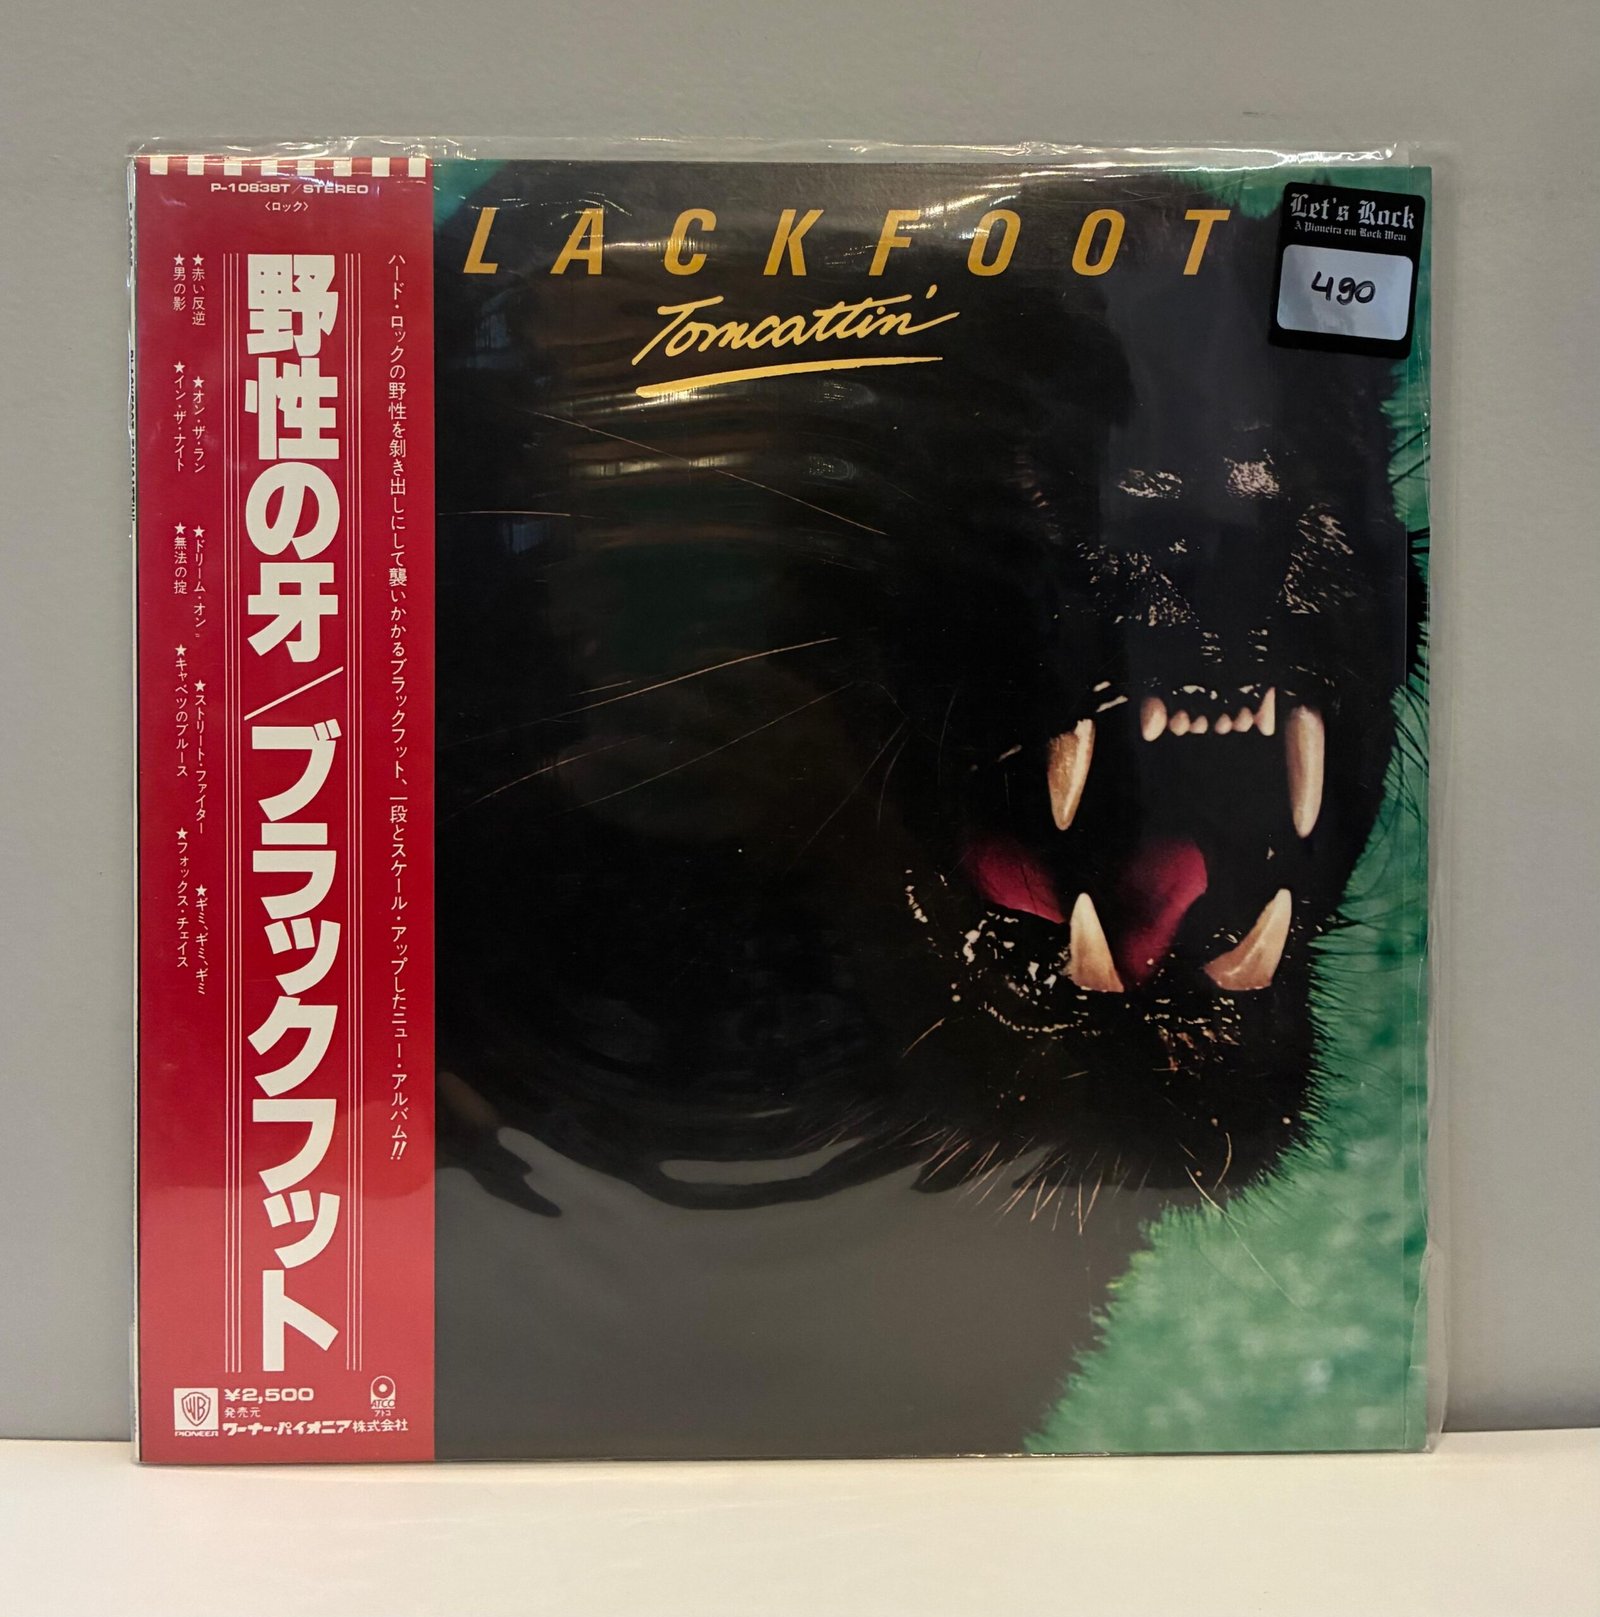 P-10838T/STEREO
〈ロック〉
ハード・ロックの野性を剝き出しにして襲いかかるブラックフット、一段とスケール・アップしたニュー・アルバム!!
野性の牙/ブラックフット
★赤い反逆 ★オン・ザ・ラン ★ドリーム・オン ★ストリート・ファイター ★ギミ、ギミ、ギミ
★男の影 ★イン・ザ・ナイト ★無法の掟 ★キャベツのブルース ★フォックス・チェイス
WB
PIONEER
¥2,500
発売元
ワーナー・パイオニア株式会社
ATCO
アトコ
LACKFOOT
Tomcattin'
Let's Rock
A Pioneira em Rock Wear
490